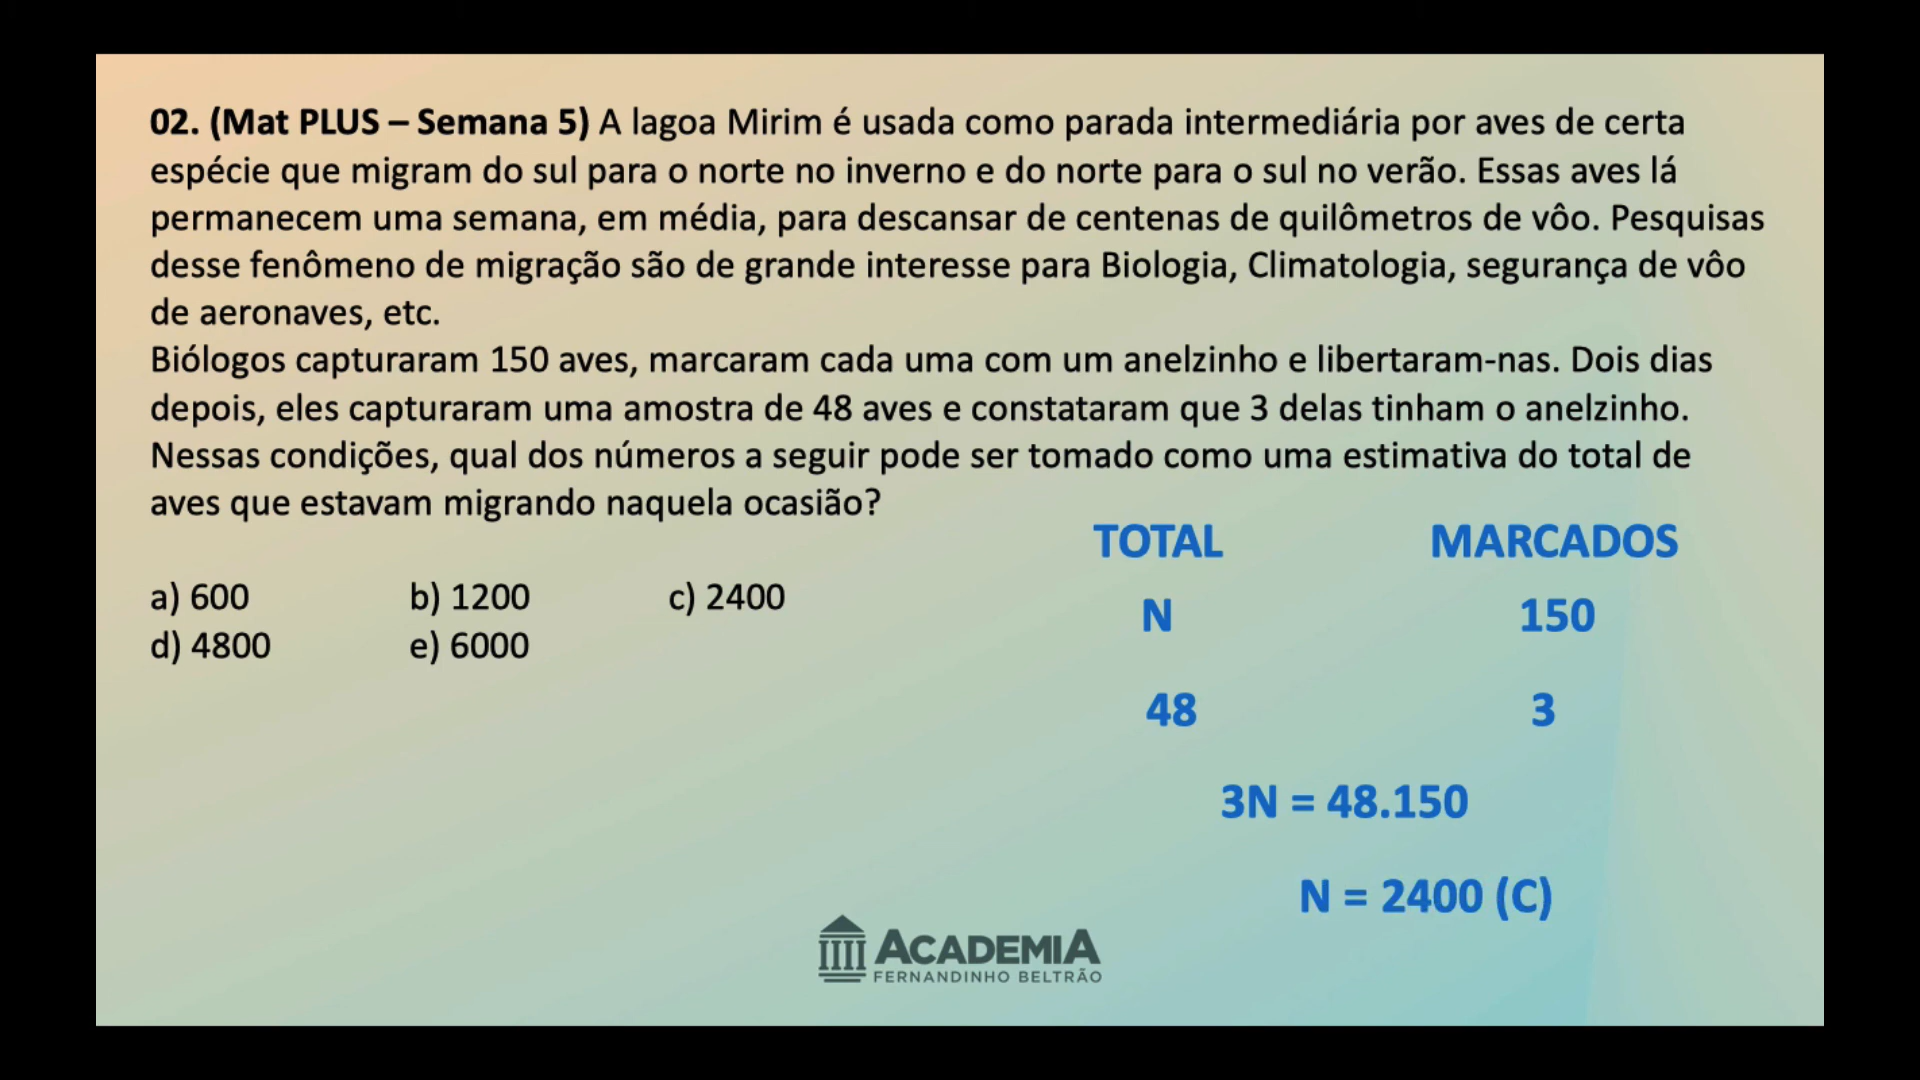 02. (Mat PLUS – Semana 5) A lagoa Mirim é usada como parada intermediária por aves de certa
espécie que migram do sul para o norte no inverno e do norte para o sul no verão. Essas aves lá
permanecem uma semana, em média, para descansar de centenas de quilômetros de vôo. Pesquisas
desse fenômeno de migração são de grande interesse para Biologia, Climatologia, segurança de vôo
de aeronaves, etc.
Biólogos capturaram 150 aves, marcaram cada uma com um anelzinho e libertaram-nas. Dois dias
depois, eles capturaram uma amostra de 48 aves e constataram que 3 delas tinham o anelzinho.
Nessas condições, qual dos números a seguir pode ser tomado como uma estimativa do total de
aves que estavam migrando naquela ocasião?
a) 600 b) 1200 c) 2400
d) 4800 e) 6000
TOTAL MARCADOS
N 150
48 3
3N = 48.150
N = 2400 (C)
ACADEMIA
FERNANDINHO BELTRÃO